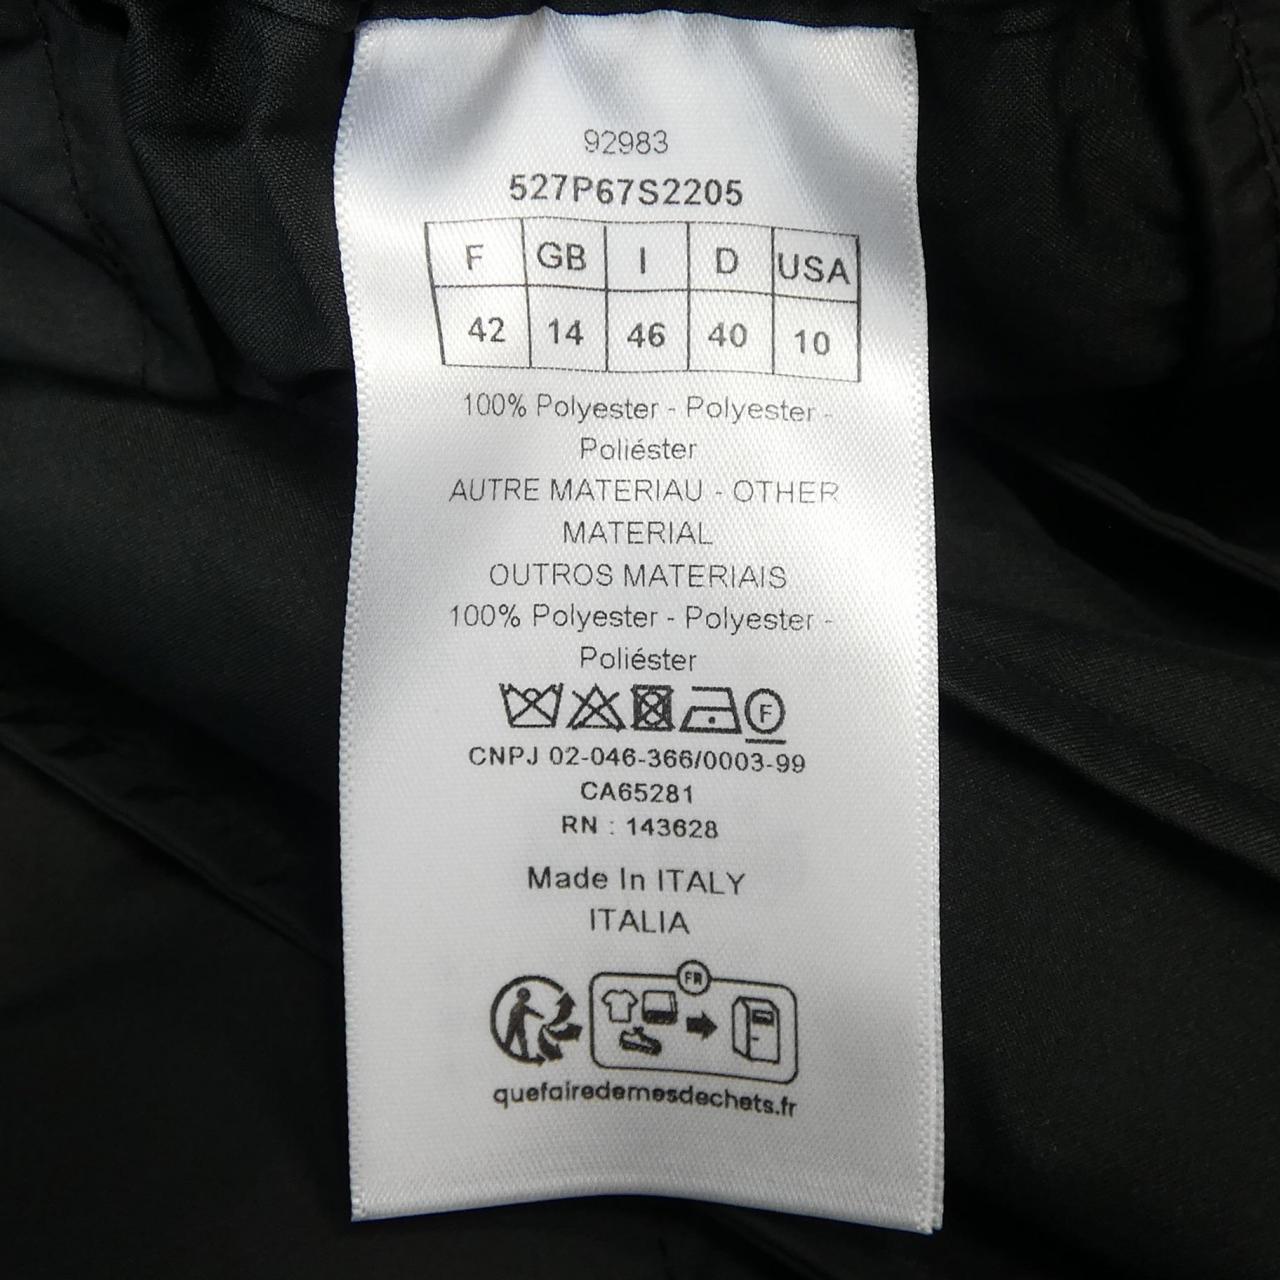 92983
527P67S2205
F GB I D USA
42 14 46 40 10
100% Polyester - Polyester -
Poliéster
AUTRE MATERIAU - OTHER
MATERIAL
OUTROS MATERIAIS
100% Polyester - Polyester -
Poliéster
F
CNPJ 02-046-366/0003-99
CA65281
RN : 143628
Made In ITALY
ITALIA
FR
quefairedemesdechets.fr